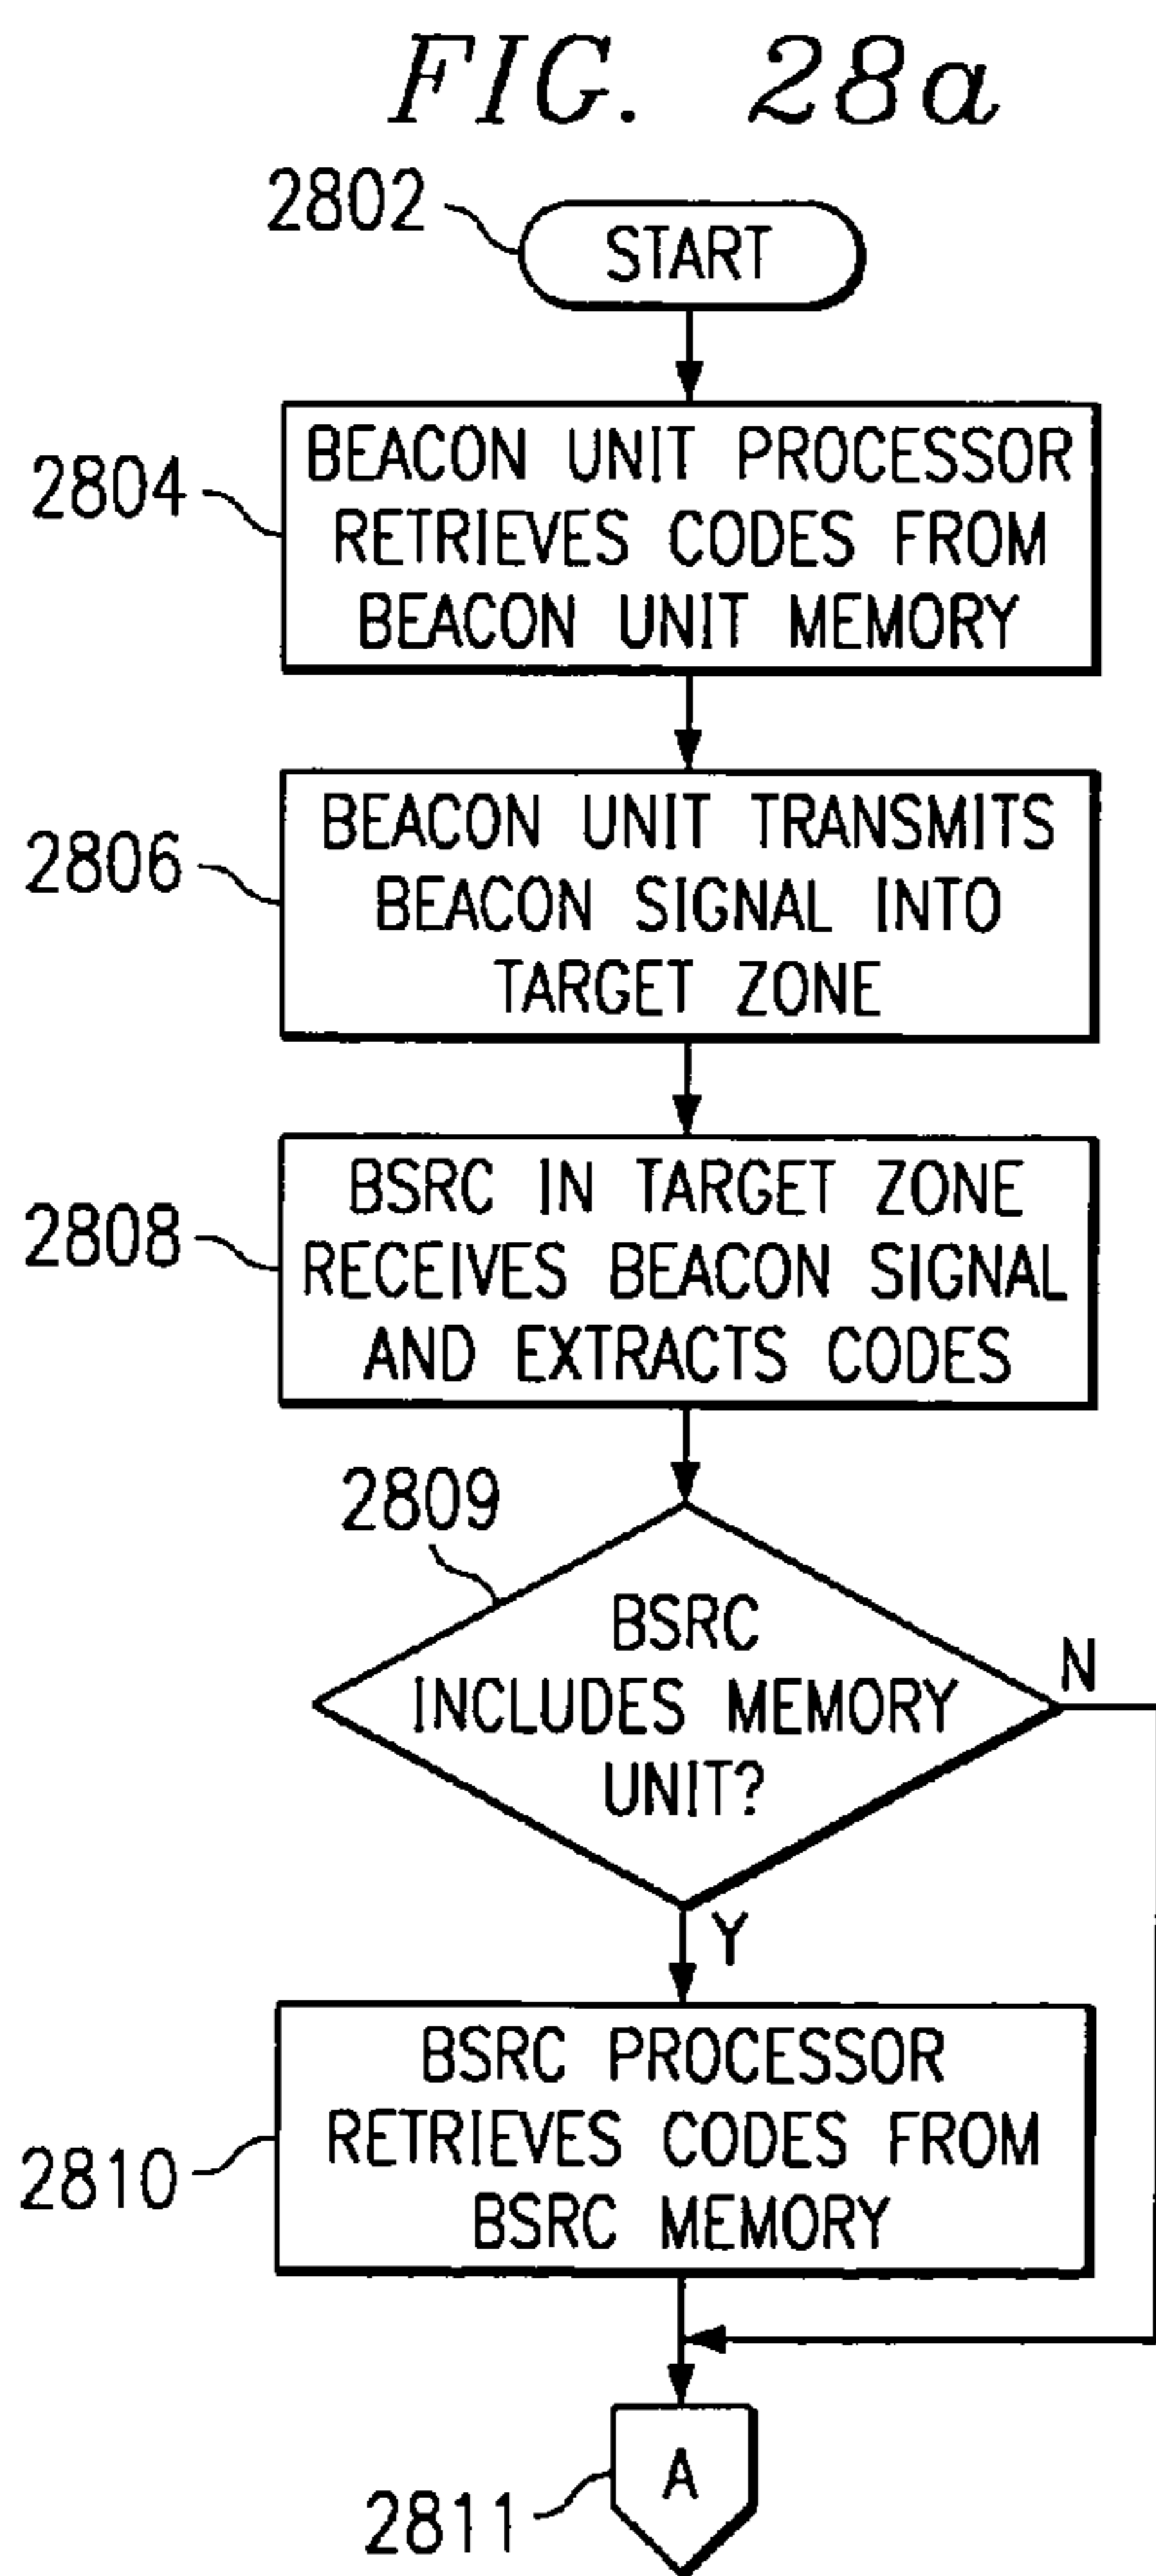 FIG. 28a
2802
START
2804
BEACON UNIT PROCESSOR
RETRIEVES CODES FROM
BEACON UNIT MEMORY
2806
BEACON UNIT TRANSMITS
BEACON SIGNAL INTO
TARGET ZONE
2808
BSRC IN TARGET ZONE
RECEIVES BEACON SIGNAL
AND EXTRACTS CODES
2809
BSRC
INCLUDES MEMORY
UNIT?
N
Y
2810
BSRC PROCESSOR
RETRIEVES CODES FROM
BSRC MEMORY
2811
A